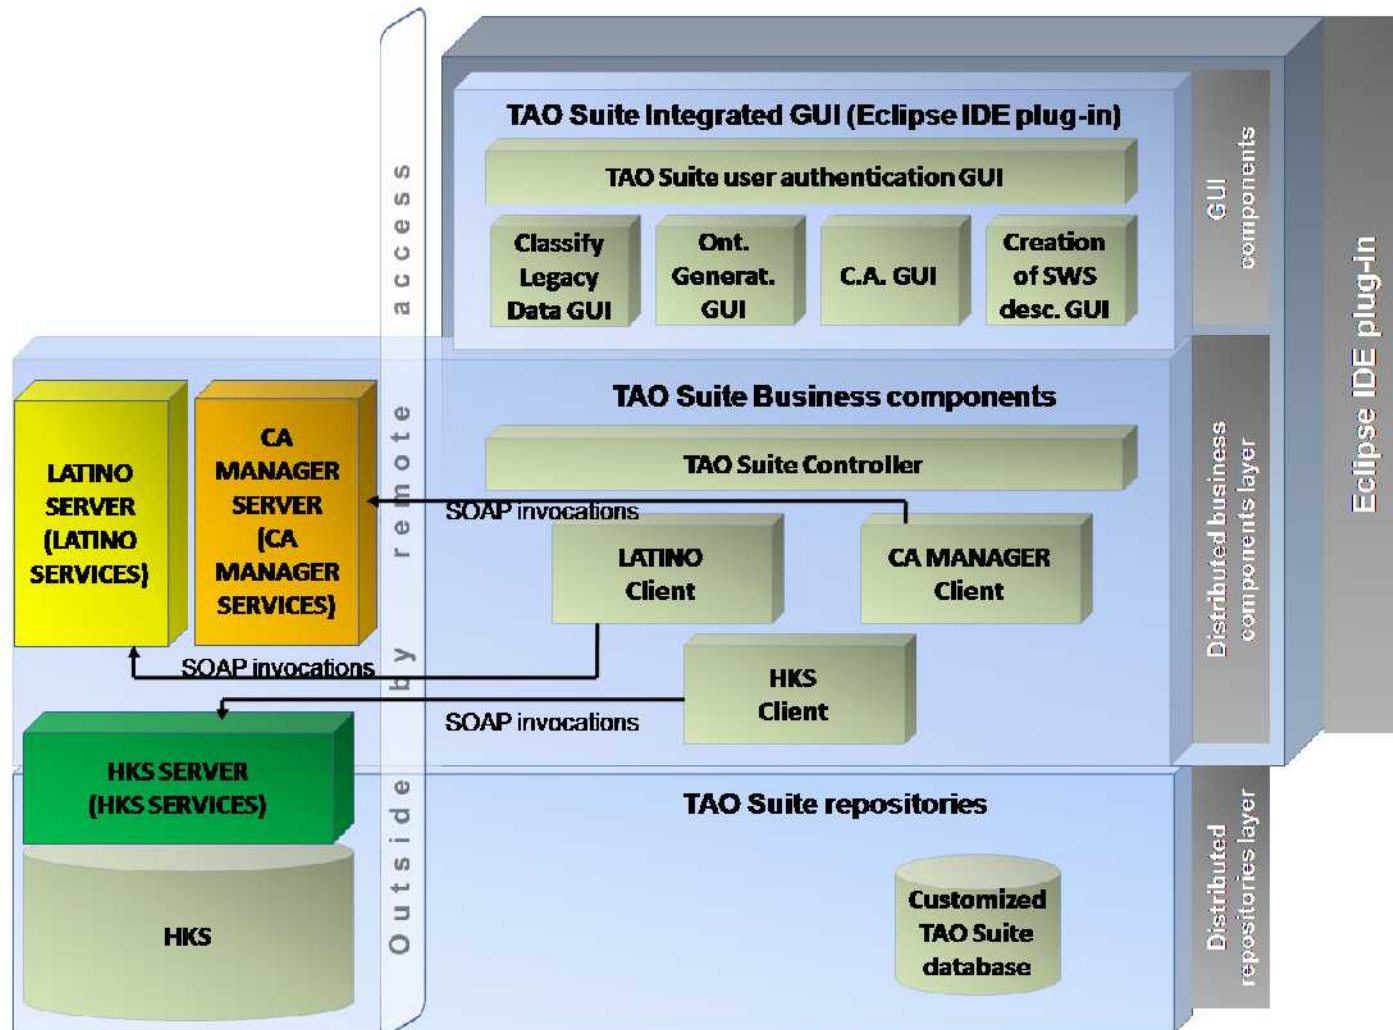 TAO Suite Integrated GUI (Eclipse IDE plug-in)
TAO Suite user authentication GUI
Classify
Legacy
Data GUI
Ont.
Generat.
GUI
C.A. GUI
Creation
of SWS
desc. GUI
GUI
components
Eclipse IDE plug-in
Outside by remote access
TAO Suite Business components
TAO Suite Controller
LATINO
SERVER
(LATINO
SERVICES)
CA
MANAGER
SERVER
(CA
MANAGER
SERVICES)
SOAP invocations
LATINO
Client
CA MANAGER
Client
SOAP invocations
HKS
Client
SOAP invocations
Distributed business
components layer
HKS SERVER
(HKS SERVICES)
HKS
TAO Suite repositories
Customized
TAO Suite
database
Distributed
repositories layer